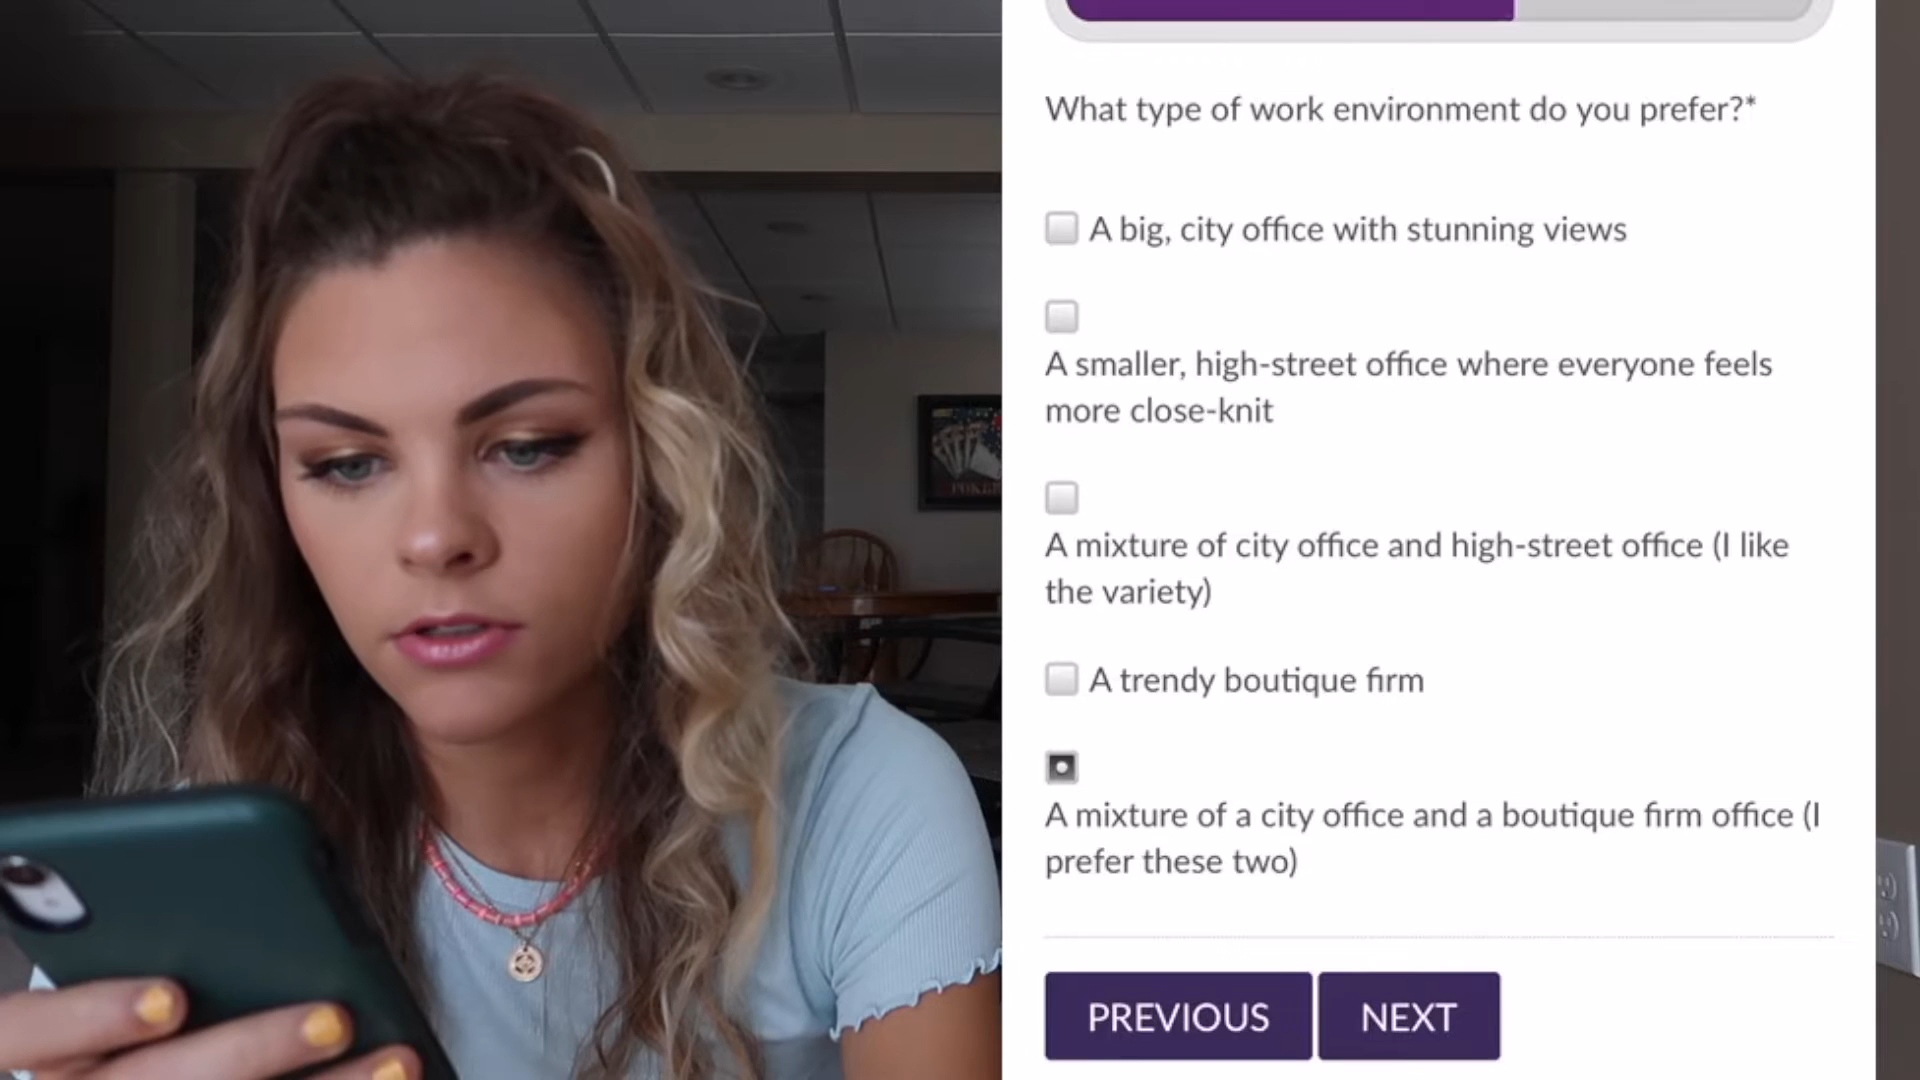 What type of work environment do you prefer?*
A big, city office with stunning views
A smaller, high-street office where everyone feels
more close-knit
A mixture of city office and high-street office (I like
the variety)
A trendy boutique firm
POKER
A mixture of a city office and a boutique firm office (I
prefer these two)
PREVIOUS
NEXT